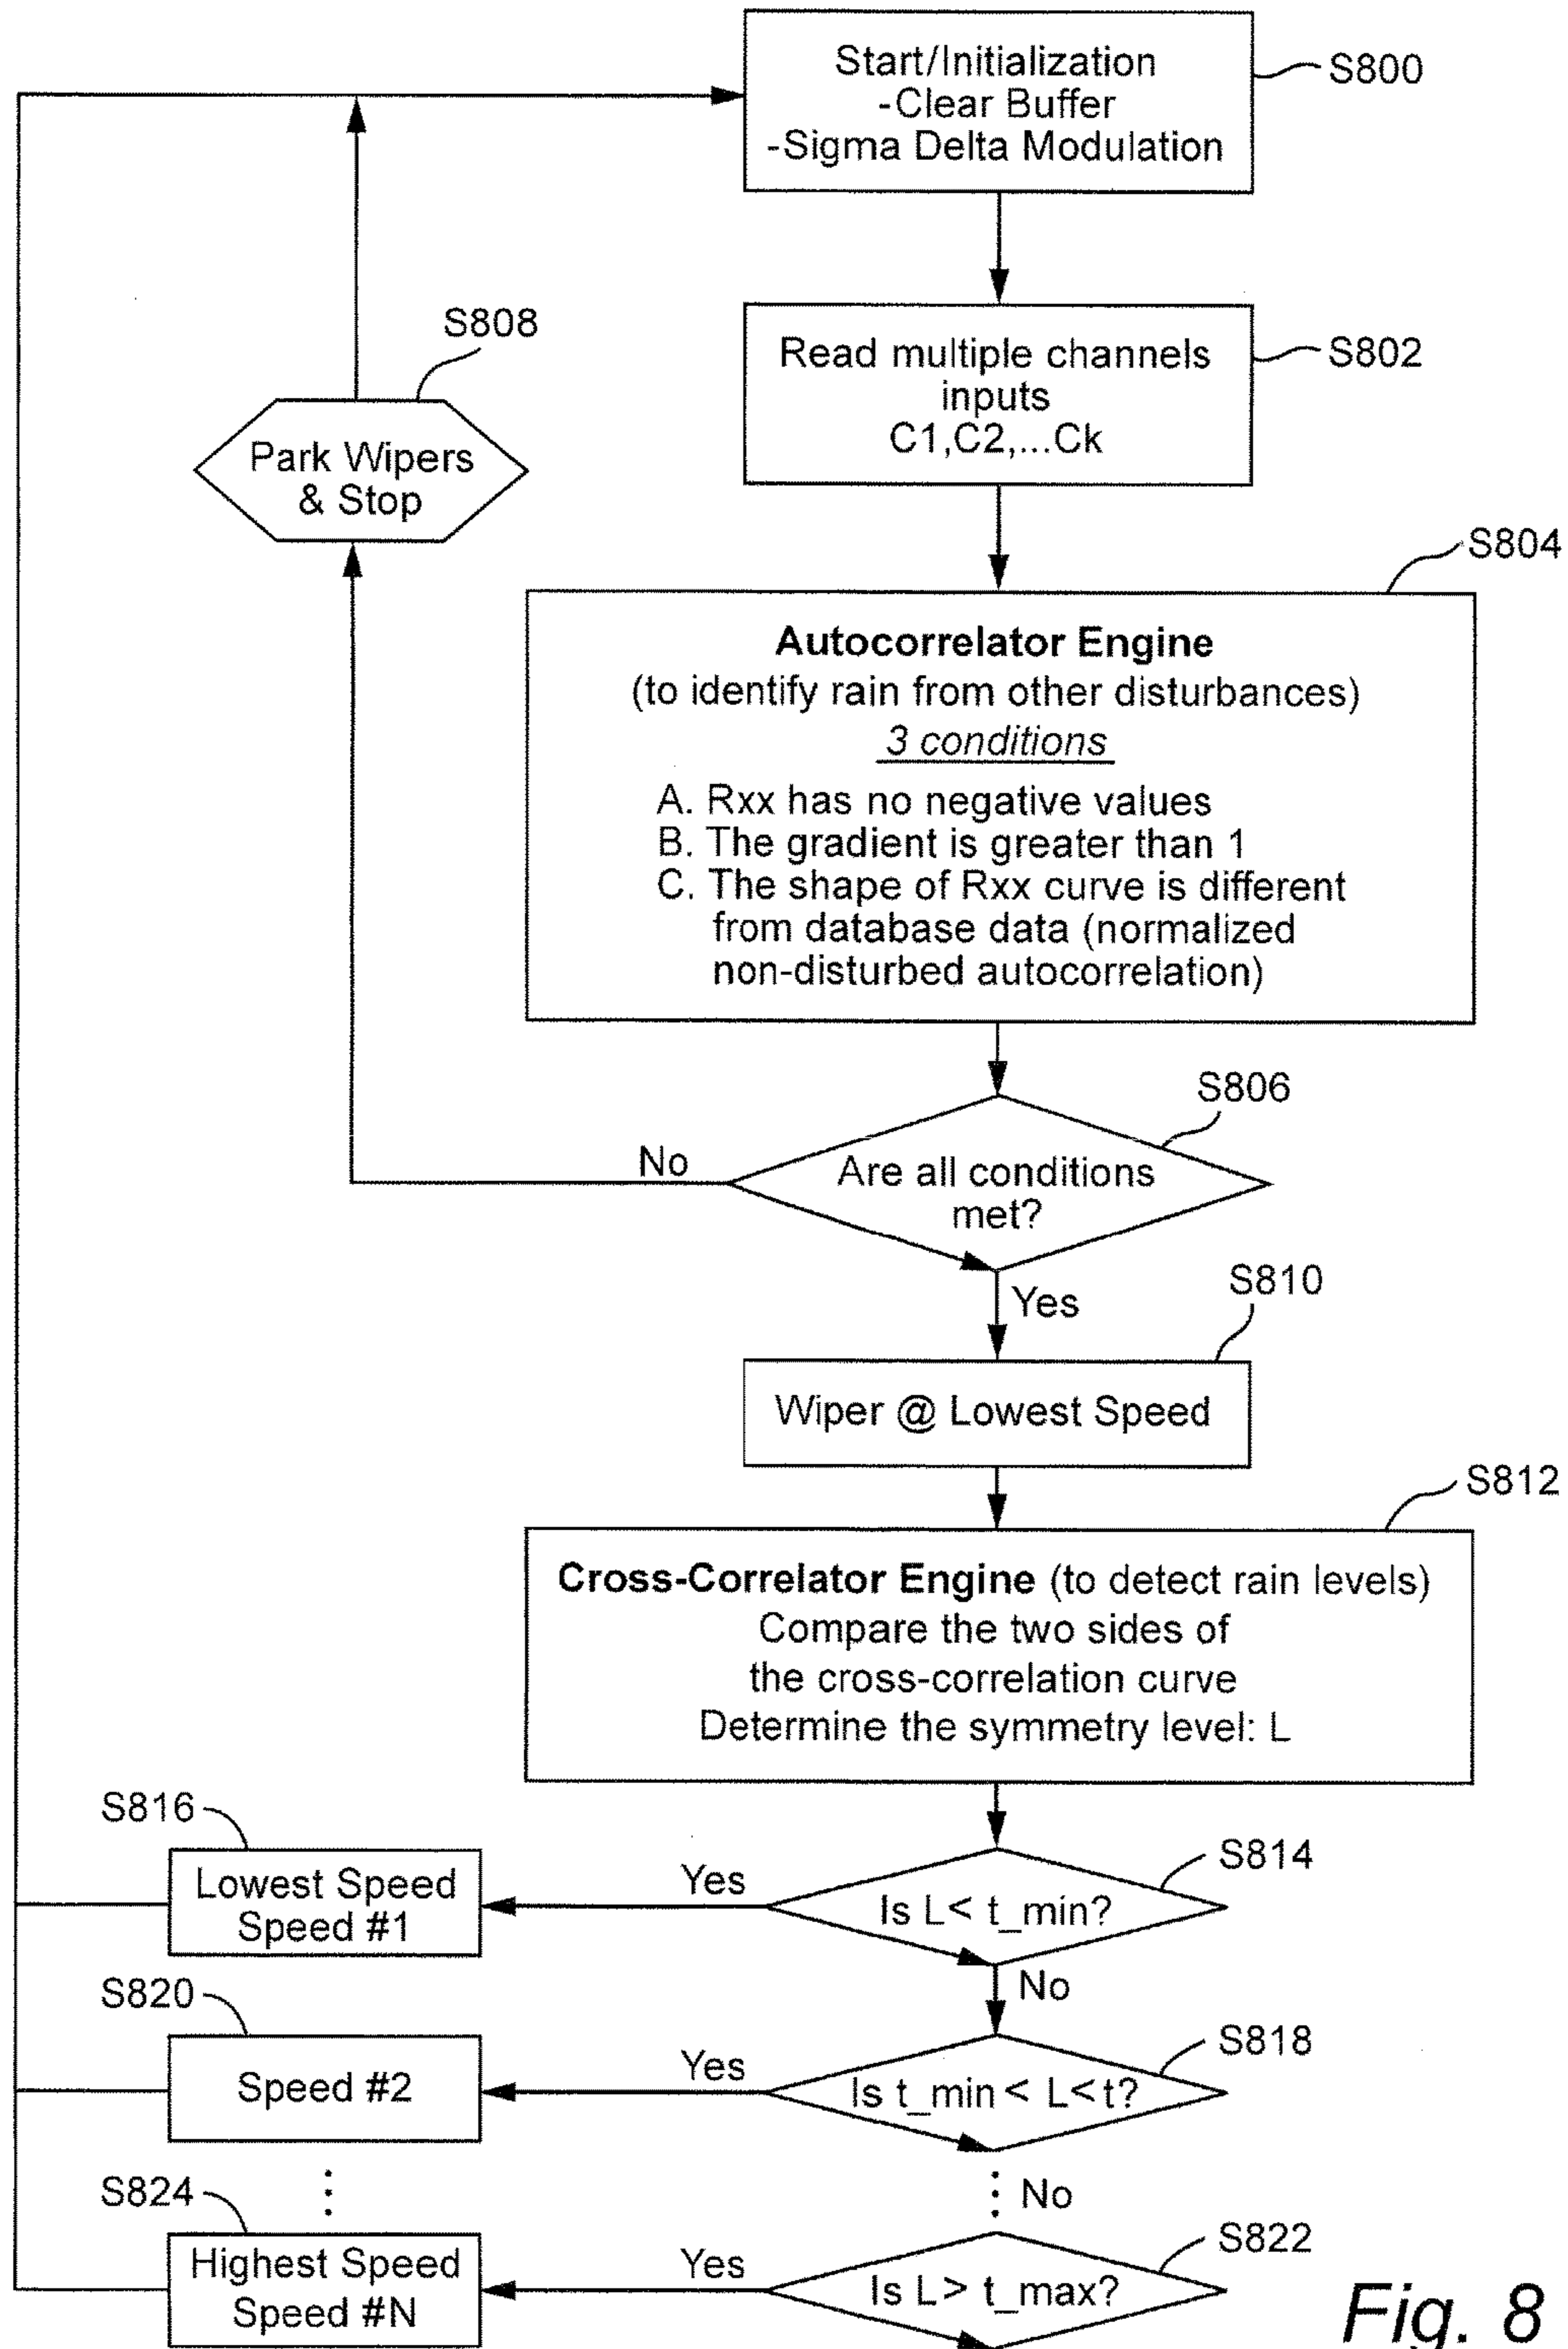 Start/Initialization
-Clear Buffer
-Sigma Delta Modulation
S800
Read multiple channels
inputs
C1,C2,...Ck
S802
S808
Park Wipers
& Stop
S804
Autocorrelator Engine
(to identify rain from other disturbances)
3 conditions
A. Rxx has no negative values
B. The gradient is greater than 1
C. The shape of Rxx curve is different
from database data (normalized
non-disturbed autocorrelation)
S806
No
Are all conditions
met?
Yes
S810
Wiper @ Lowest Speed
S812
Cross-Correlator Engine (to detect rain levels)
Compare the two sides of
the cross-correlation curve
Determine the symmetry level: L
S816
Lowest Speed
Speed #1
Yes
Is L< t_min?
S814
No
S820
Speed #2
Yes
Is t_min < L<t?
S818
No
S824
Highest Speed
Speed #N
Yes
Is L> t_max?
S822
Fig. 8